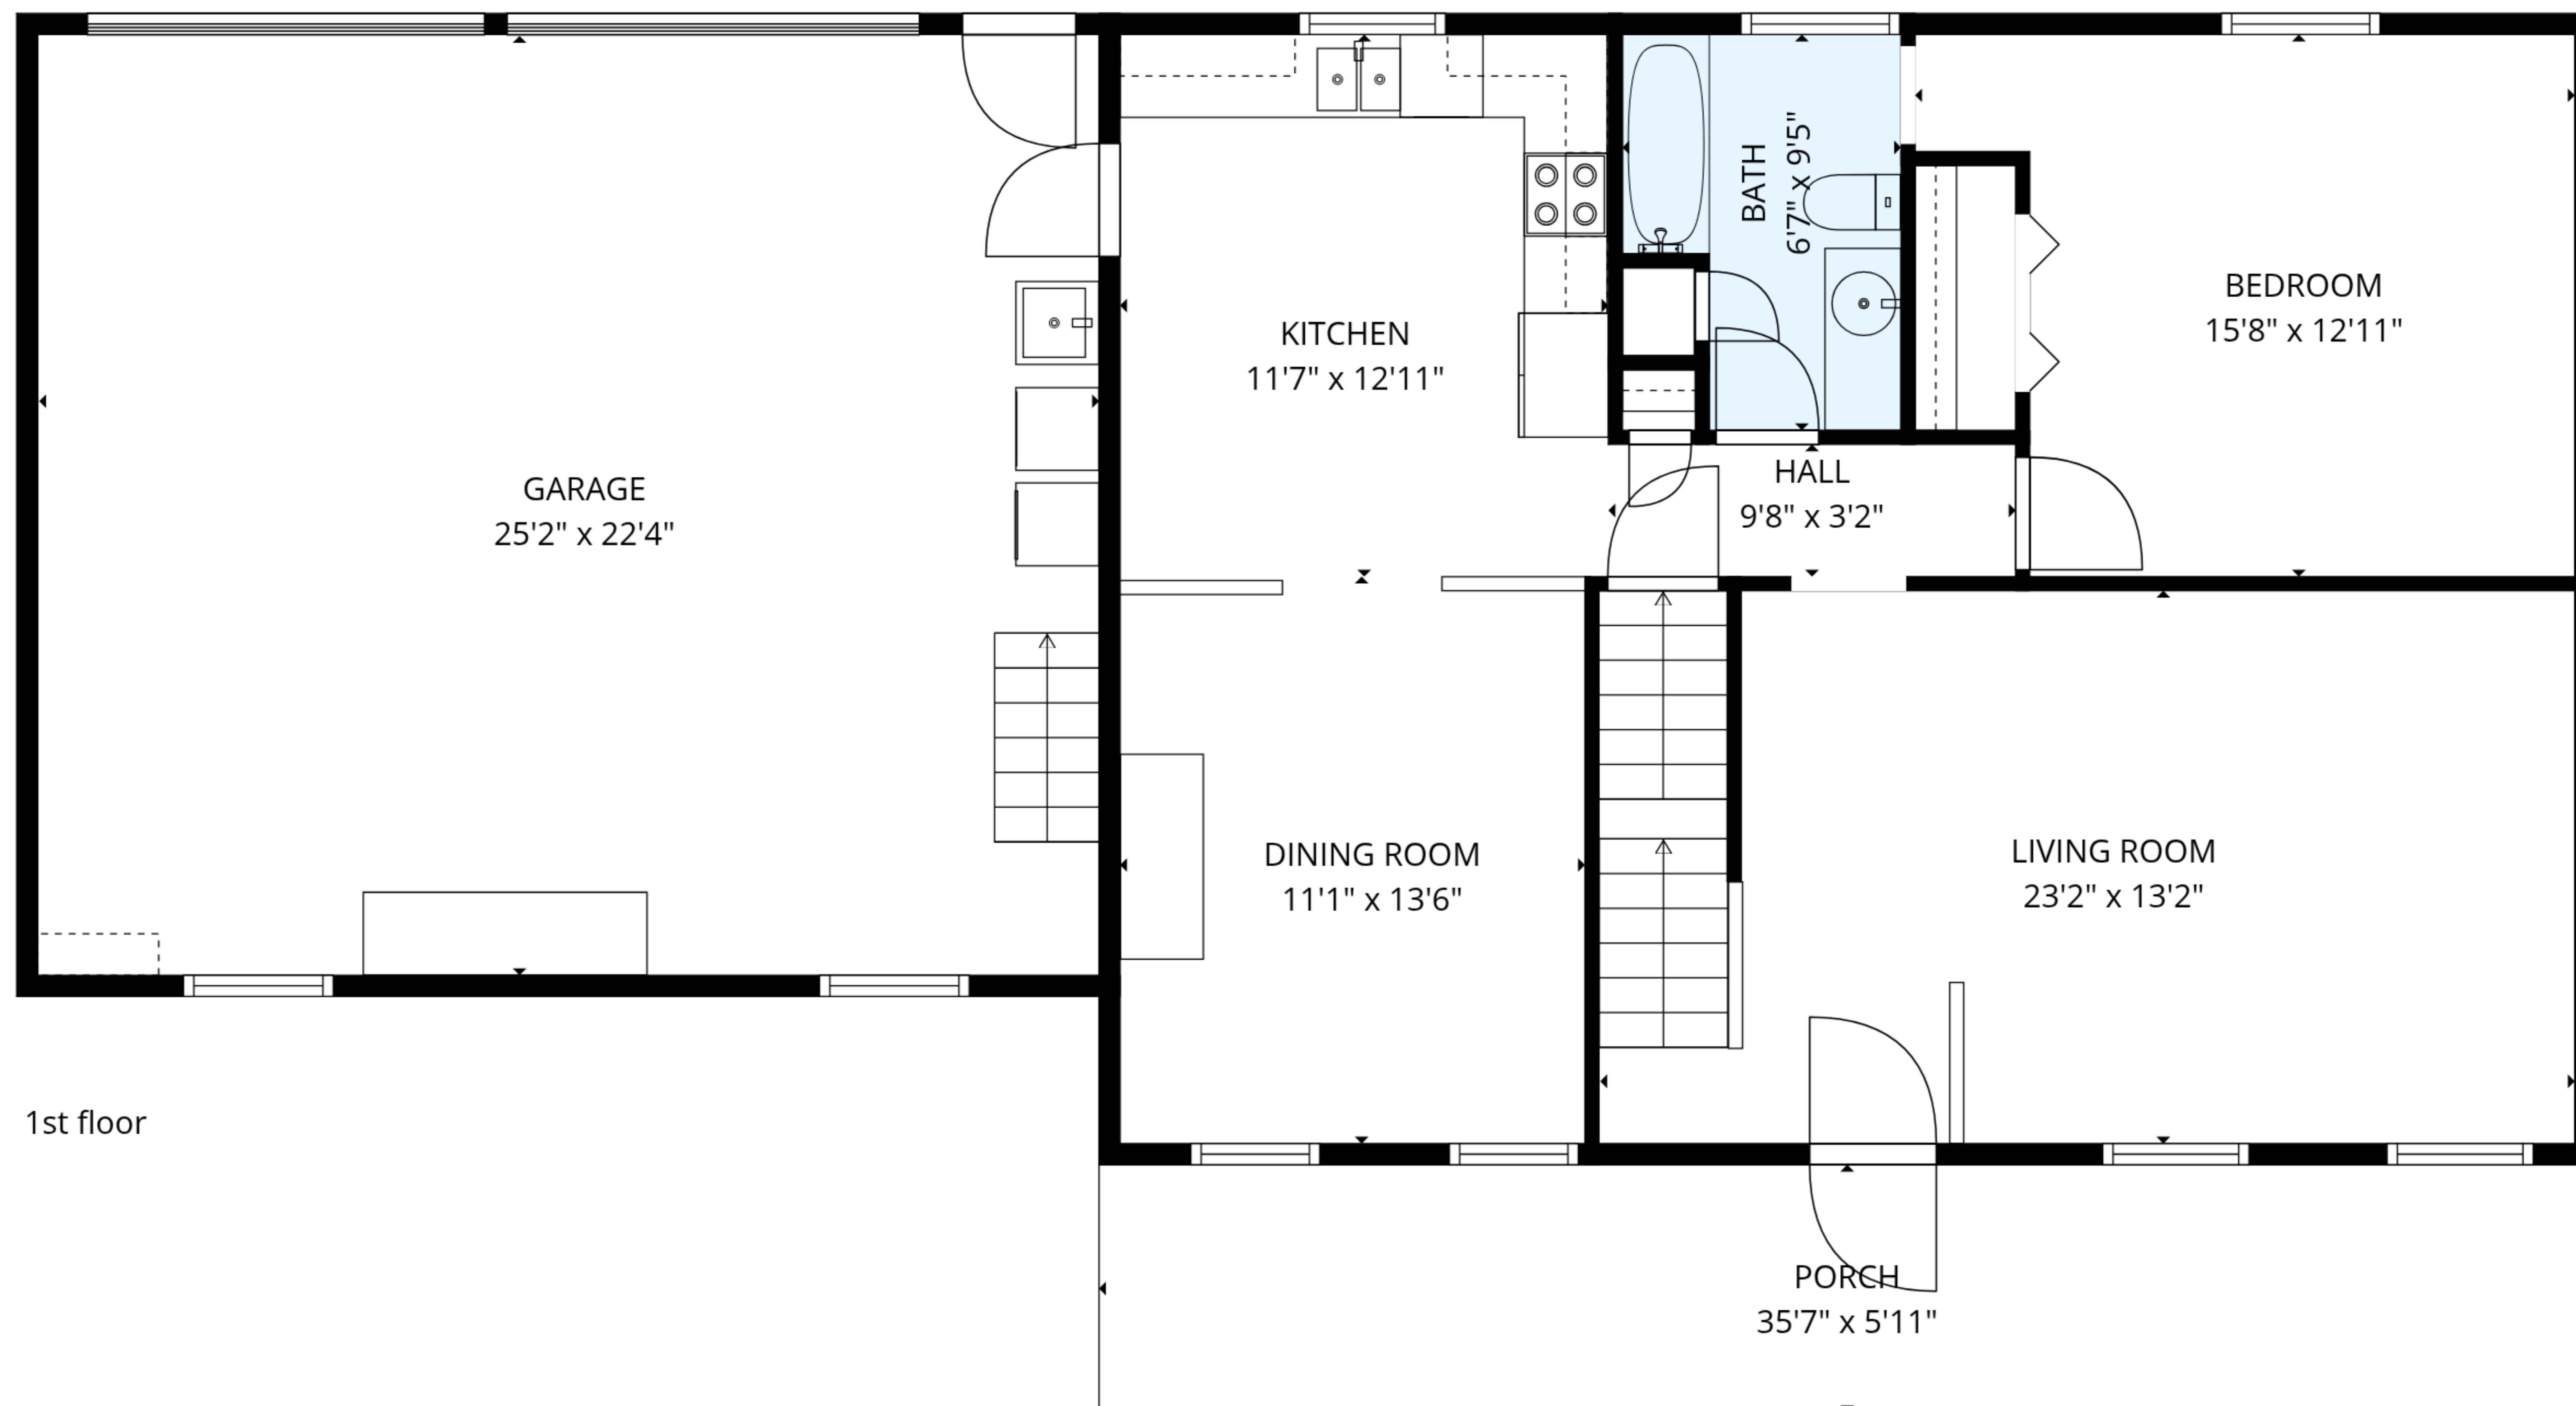 BATH
6'7" x 9'5"
BEDROOM
15'8" x 12'11"
KITCHEN
11'7" x 12'11"
HALL
9'8" x 3'2"
GARAGE
25'2" x 22'4"
DINING ROOM
11'1" x 13'6"
LIVING ROOM
23'2" x 13'2"
1st floor
PORCH
35'7" x 5'11"